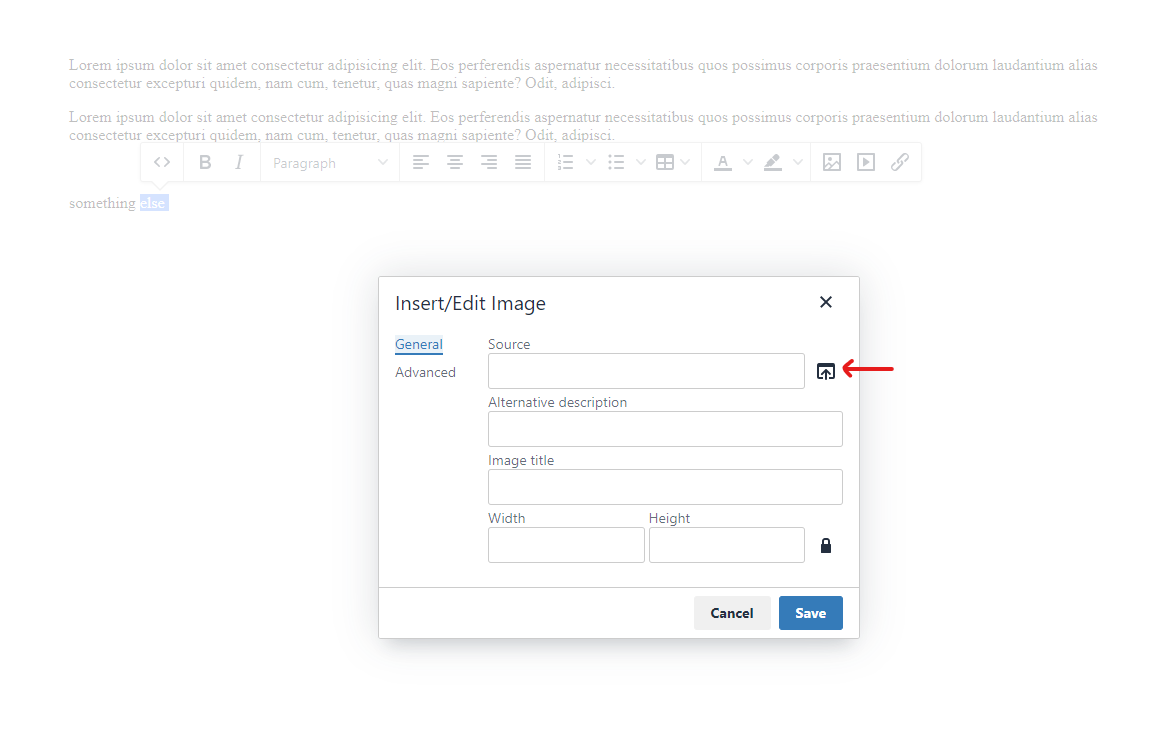 Lorem ipsum dolor sit amet consectetur adipisicing elit. Eos perferendis aspernatur necessitatibus quos possimus corporis praesentium dolorum laudantium alias
consectetur excepturi quidem, nam cum, tenetur, quas magni sapiente? Odit, adipisci.
Lorem ipsum dolor sit amet consectetur adipisicing elit. Eos perferendis aspernatur necessitatibus quos possimus corporis praesentium dolorum laudantium alias
consectetur excepturi quidem, nam cum, tenetur, quas magni sapiente? Odit, adipisci.
B I Paragraph A
something else
Insert/Edit Image
General
Source
Advanced
Alternative description
Image title
Width Height
Cancel Save